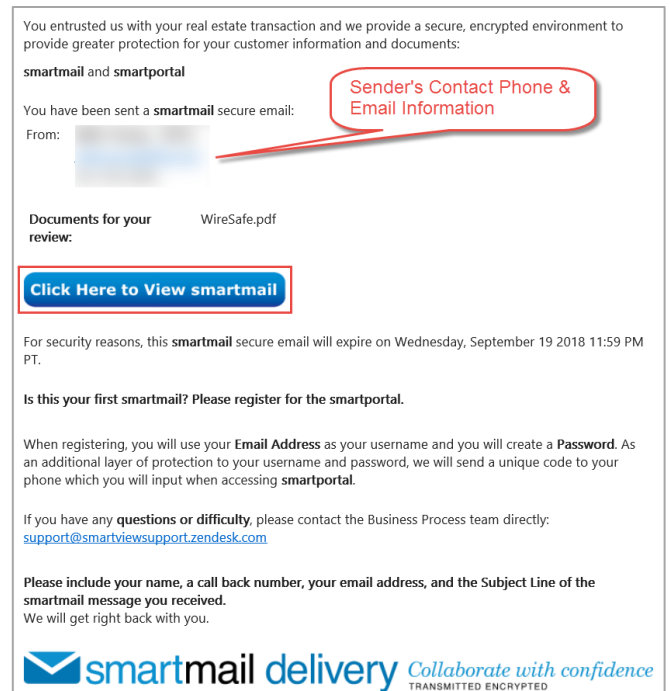 You entrusted us with your real estate transaction and we provide a secure, encrypted environment to
provide greater protection for your customer information and documents:
smartmail and smartportal
Sender's Contact Phone &
Email Information
You have been sent a smartmail secure email:
From:
Documents for your
review:
WireSafe.pdf
Click Here to View smartmail
For security reasons, this smartmail secure email will expire on Wednesday, September 19 2018 11:59 PM
PT.
Is this your first smartmail? Please register for the smartportal.
When registering, you will use your Email Address as your username and you will create a Password. As
an additional layer of protection to your username and password, we will send a unique code to your
phone which you will input when accessing smartportal.
If you have any questions or difficulty, please contact the Business Process team directly:
support@smartviewsupport.zendesk.com
Please include your name, a call back number, your email address, and the Subject Line of the
smartmail message you received.
We will get right back with you.
smartmail delivery Collaborate with confidence
TRANSMITTED ENCRYPTED